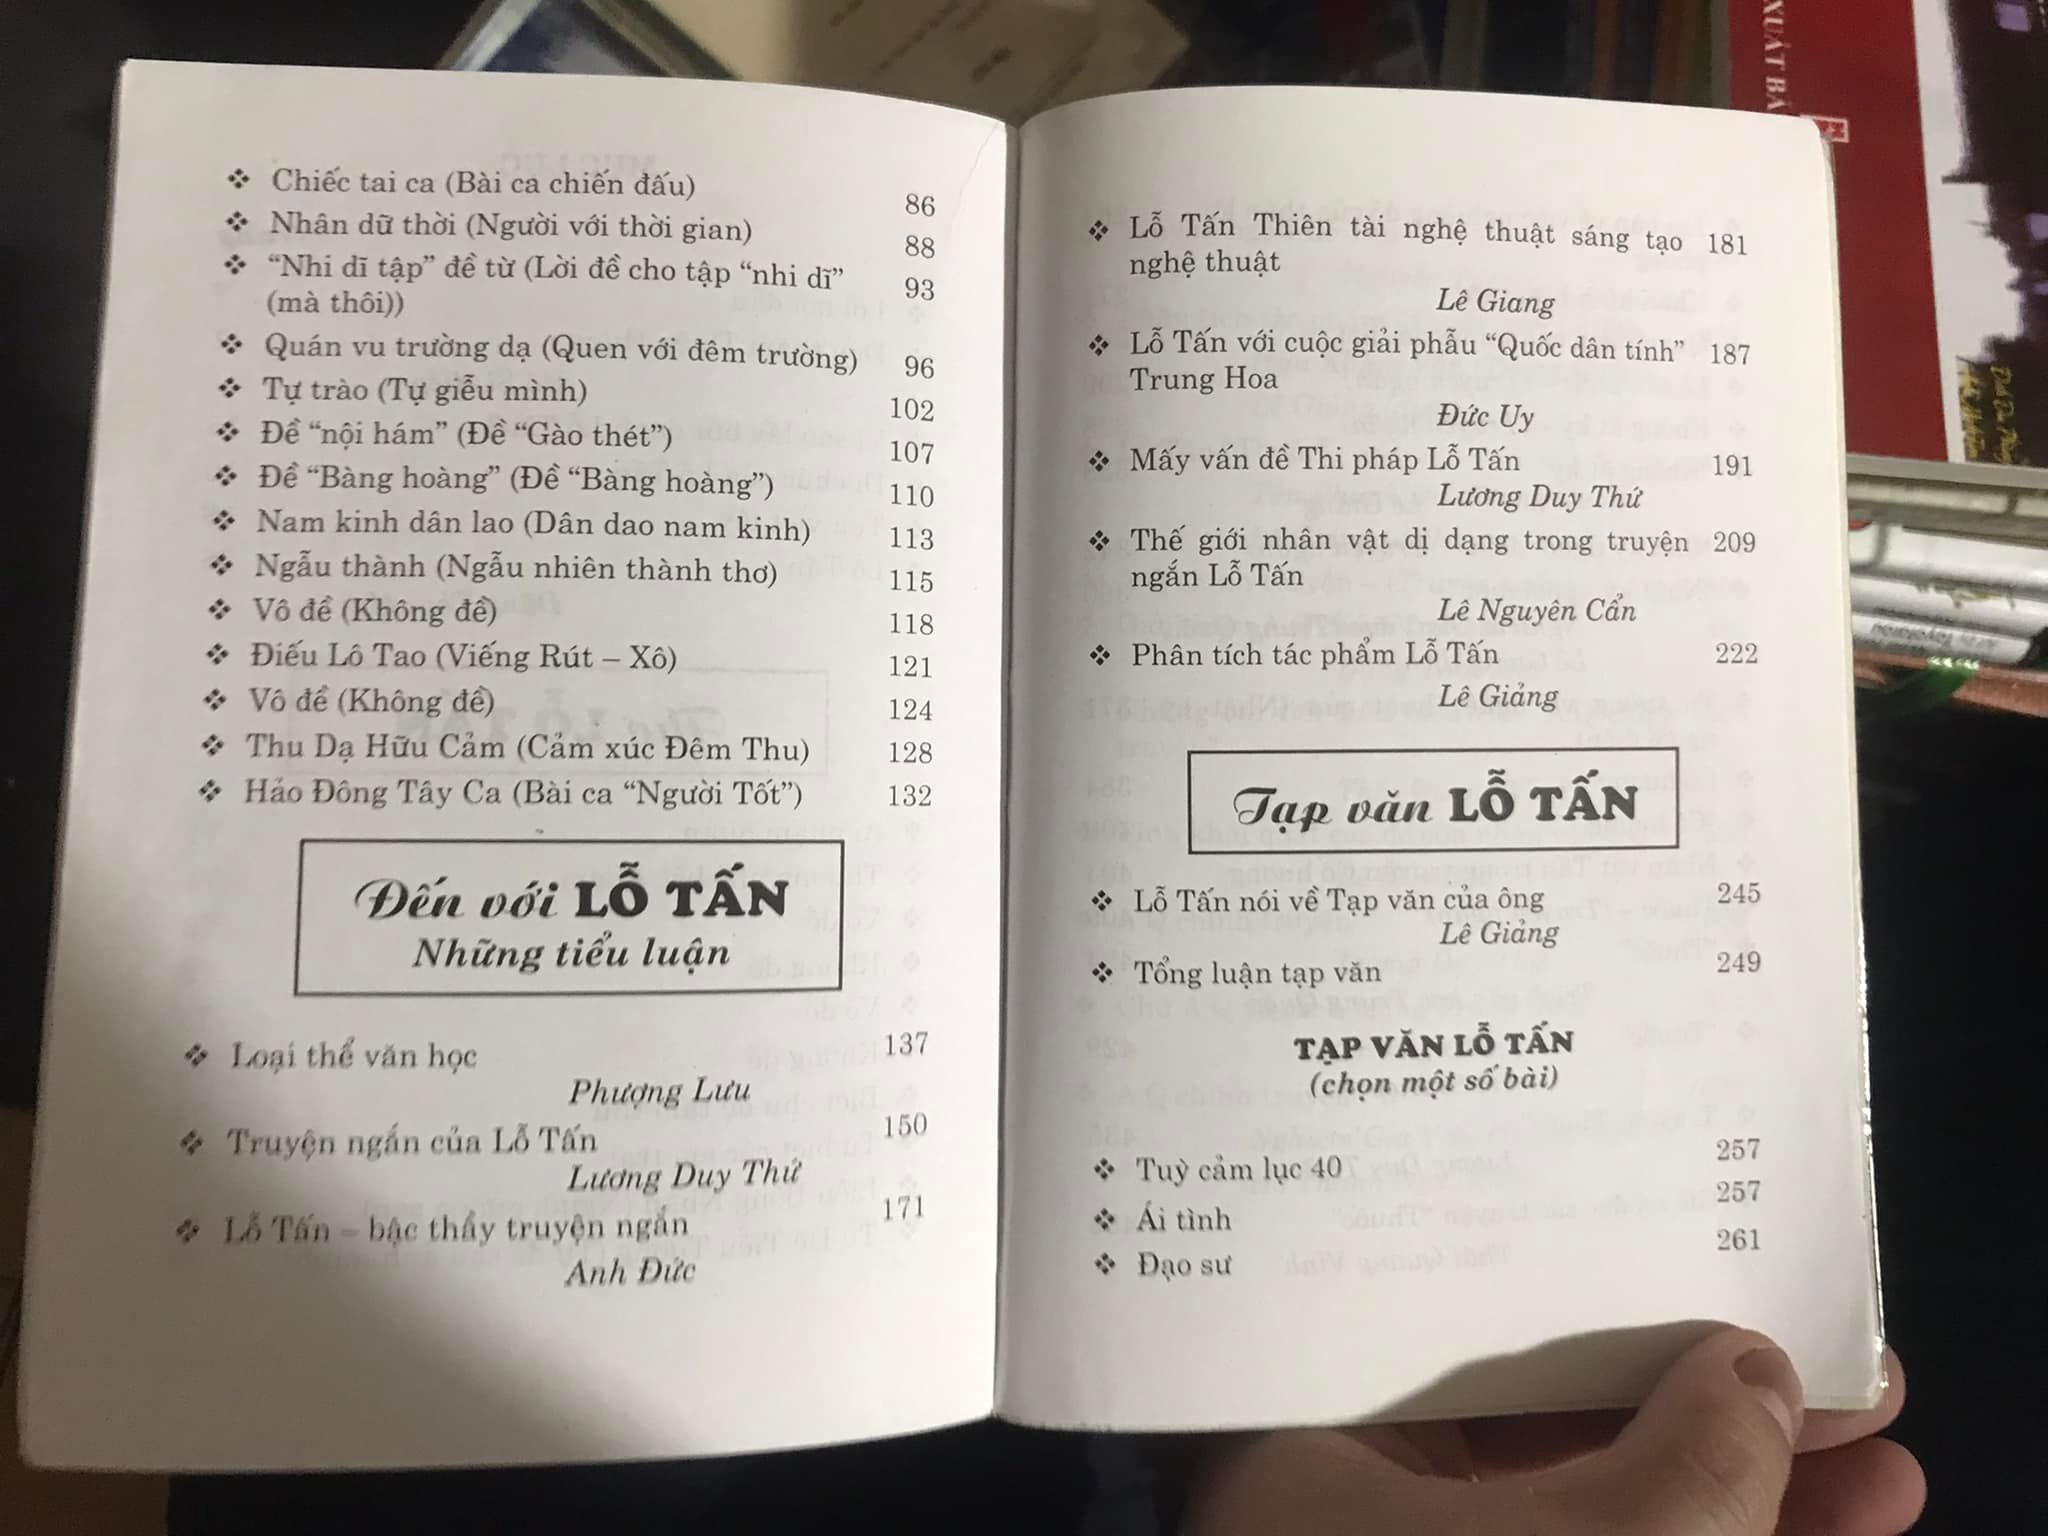 ❖ Chiếc tai ca (Bài ca chiến đấu) 86
❖ Nhân dữ thời (Người với thời gian) 88
❖ “Nhi dĩ tập” đề từ (Lời đề cho tập “nhi dĩ” 93
(mà thôi))
❖ Quán vu trường dạ (Quen với đêm trường) 96
❖ Tự trào (Tự giễu mình) 102
❖ Đề “nội hám” (Đề “Gào thét”) 107
❖ Đề “Bàng hoàng” (Đề “Bàng hoàng”) 110
❖ Nam kinh dân lao (Dân dao nam kinh) 113
❖ Ngẫu thành (Ngẫu nhiên thành thơ) 115
❖ Vô đề (Không đề) 118
❖ Điếu Lô Tao (Viếng Rút – Xô) 121
❖ Vô đề (Không đề) 124
❖ Thu Dạ Hữu Cảm (Cảm xúc Đêm Thu) 128
❖ Hảo Đông Tây Ca (Bài ca “Người Tốt”) 132
Đến với LỖ TẤN
Những tiểu luận
❖ Loại thể văn học 137
Phượng Lưu
❖ Truyện ngắn của Lỗ Tấn 150
Lương Duy Thứ
❖ Lỗ Tấn – bậc thầy truyện ngắn 171
Anh Đức
❖ Lỗ Tấn Thiên tài nghệ thuật sáng tạo 181
nghệ thuật
Lê Giang
❖ Lỗ Tấn với cuộc giải phẫu “Quốc dân tính” 187
Trung Hoa
Đức Uy
❖ Mấy vấn đề Thi pháp Lỗ Tấn 191
Lương Duy Thứ
❖ Thế giới nhân vật dị dạng trong truyện 209
ngắn Lỗ Tấn
Lê Nguyên Cẩn
❖ Phân tích tác phẩm Lỗ Tấn 222
Lê Giảng
Tạp văn LỖ TẤN
❖ Lỗ Tấn nói về Tạp văn của ông 245
Lê Giảng
❖ Tổng luận tạp văn 249
TẠP VĂN LỖ TẤN
(chọn một số bài)
❖ Tuỳ cảm lục 40 257
❖ Ái tình 257
❖ Đạo sư 261
XUẤT BẢ